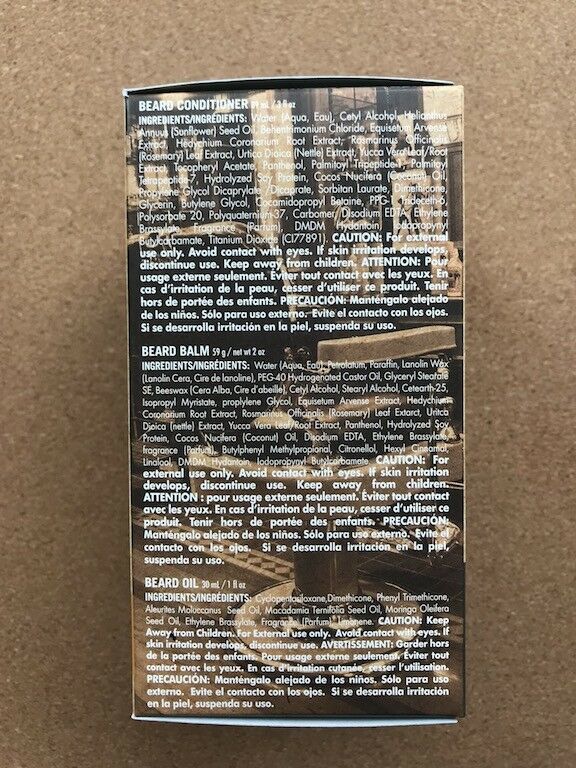 BEARD CONDITIONER 89 mL / 3 fl oz
INGREDIENTS/INGRÉDIENTS: Water (Aqua, Eau), Cetyl Alcohol, Helianthus
Annuus (Sunflower) Seed Oil, Behentrimonium Chloride, Equisetum Arvense
Extract, Hedychium Coronarium Root Extract, Rosmarinus Officinalis
(Rosemary) Leaf Extract, Urtica Dioica (Nettle) Extract, Yucca Vera Leaf/Root
Extract, Tocopheryl Acetate, Panthenol, Palmitoyl Tripeptide-1, Palmitoyl
Tetrapeptide-7, Hydrolyzed Soy Protein, Cocos Nucifera (Coconut) Oil,
Propylene Glycol Dicaprylate /Dicaprate, Sorbitan Laurate, Dimethicone,
Glycerin, Butylene Glycol, Cocamidopropyl Betaine, PPG-1 Trideceth-6,
Polysorbate 20, Polyquaternium-37, Carbomer, Disodium EDTA, Ethylene
Brassylate, Fragrance (Parfum), DMDM Hydantoin, Iodopropynyl
Butylcarbamate, Titanium Dioxide (CI77891). CAUTION: For external
use only. Avoid contact with eyes. If skin irritation develops,
discontinue use. Keep away from children. ATTENTION: Pour
usage externe seulement. Éviter tout contact avec les yeux. En
cas d'irritation de la peau, cesser d'utiliser ce produit. Tenir
hors de portée des enfants. PRECAUCIÓN: Manténgalo alejado
de los niños. Sólo para uso externo. Evite el contacto con los ojos.
Si se desarrolla irritación en la piel, suspenda su uso.
BEARD BALM 59 g / net wt 2 oz
INGREDIENTS/INGRÉDIENTS: Water (Aqua, Eau), Petrolatum, Paraffin, Lanolin Wax
(Lanolin Cera, Cire de lanoline), PEG-40 Hydrogenated Castor Oil, Glyceryl Stearate
SE, Beeswax (Cera Alba, Cire d'abeille), Cetyl Alcohol, Stearyl Alcohol, Cetearth-25,
Isopropyl Myristate, proplylene Glycol, Equisetum Arvense Extract, Hedychium
Coronarium Root Extract, Rosmarinus Officinalis (Rosemary) Leaf Extarct, Urtica
Dioica (nettle) Extract, Yucca Vera Leaf/Root Extract, Panthenol, Hydrolyzed Soy
Protein, Cocos Nucifera (Coconut) Oil, Disodium EDTA, Ethylene Brassylate,
fragrance (Parfum), Butylphenyl Methylpropional, Citronellol, Hexyl Cinnamal,
Linalool, DMDM Hydantoin, Iodopropynyl Butylcarbamate. CAUTION: For
external use only. Avoid contact with eyes. If skin irritation
develops, discontinue use. Keep away from children.
ATTENTION : pour usage externe seulement. Éviter tout contact
avec les yeux. En cas d'irritation de la peau, cesser d'utiliser ce
produit. Tenir hors de portée des enfants. PRECAUCIÓN:
Manténgalo alejado de los niños. Sólo para uso externo. Evite el
contacto con los ojos. Si se desarrolla irritación en la piel,
suspenda su uso.
BEARD OIL 30 mL / 1 fl oz
INGREDIENTS/INGRÉDIENTS: Cyclopentasiloxane, Dimethicone, Phenyl Trimethicone,
Aleurites Moluccanus Seed Oil, Macadamia Ternifolia Seed Oil, Moringa Oleifera
Seed Oil, Ethylene Brassylate, Fragrance (Parfum), Limonene. CAUTION: Keep
Away from Children. For External use only. Avoid contact with eyes. If
skin irritation develops, discontinue use. AVERTISSEMENT: Garder hors
de la portée des enfants. Pour usage externe seulement. Éviter tout
contact avec les yeux. En cas d'irritation cutanée, cesser l'utilisation.
PRECAUCIÓN: Manténgalo alejado de los niños. Sólo para uso
externo. Evite el contacto con los ojos. Si se desarrolla irritación
en la piel, suspenda su uso.